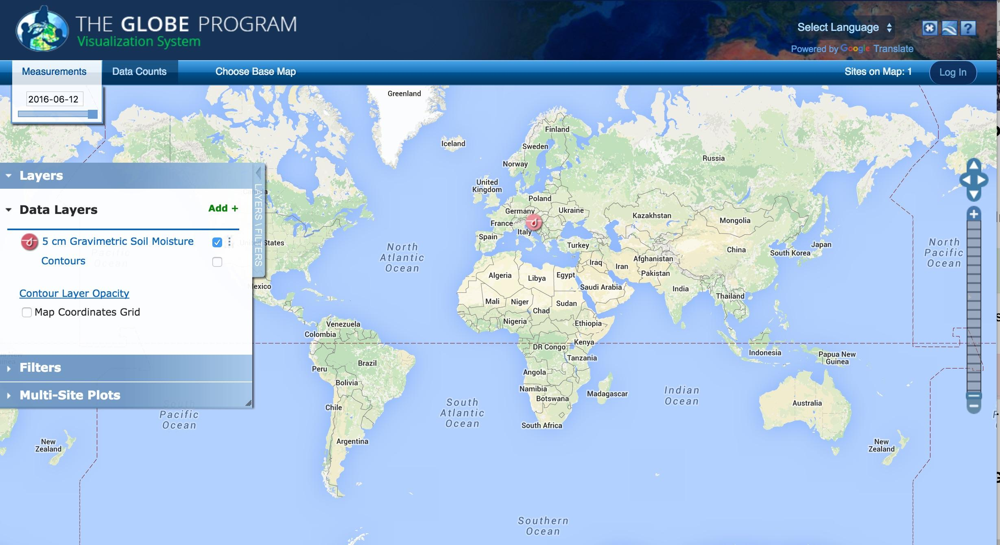 THE GLOBE PROGRAM
Visualization System
Select Language
Powered by Google Translate
Measurements
Data Counts
Choose Base Map
Sites on Map: 1
Log In
2016-06-12
Layers
Data Layers
Add +
5 cm Gravimetric Soil Moisture
Contours
Contour Layer Opacity
Map Coordinates Grid
Filters
Multi-Site Plots
LAYERS \ FILTERS
Greenland
Iceland
Finland
Sweden
Norway
Russia
United
Kingdom
Poland
Germany
Ukraine
France
Italy
Spain
Kazakhstan
Mongolia
Turkey
China
Japan
South Korea
Afghanistan
Iraq
Iran
Pakistan
Canada
United States
Mexico
North
Atlantic
Ocean
North
Pacific
Ocean
Pacific
Ocean
Algeria
Libya
Egypt
Saudi Arabia
India
Thailand
Mali
Niger
Sudan
Chad
Nigeria
Ethiopia
Venezuela
Colombia
DR Congo
Kenya
Tanzania
Indonesia
Papua New
Guinea
Brazil
Peru
Angola
Bolivia
Namibia
Botswana
Madagascar
Indian
Ocean
Chile
South
Atlantic
Ocean
Australia
South
Pacific
Ocean
South Africa
Argentina
New
Zealand
New
Zealand
Southern
Ocean